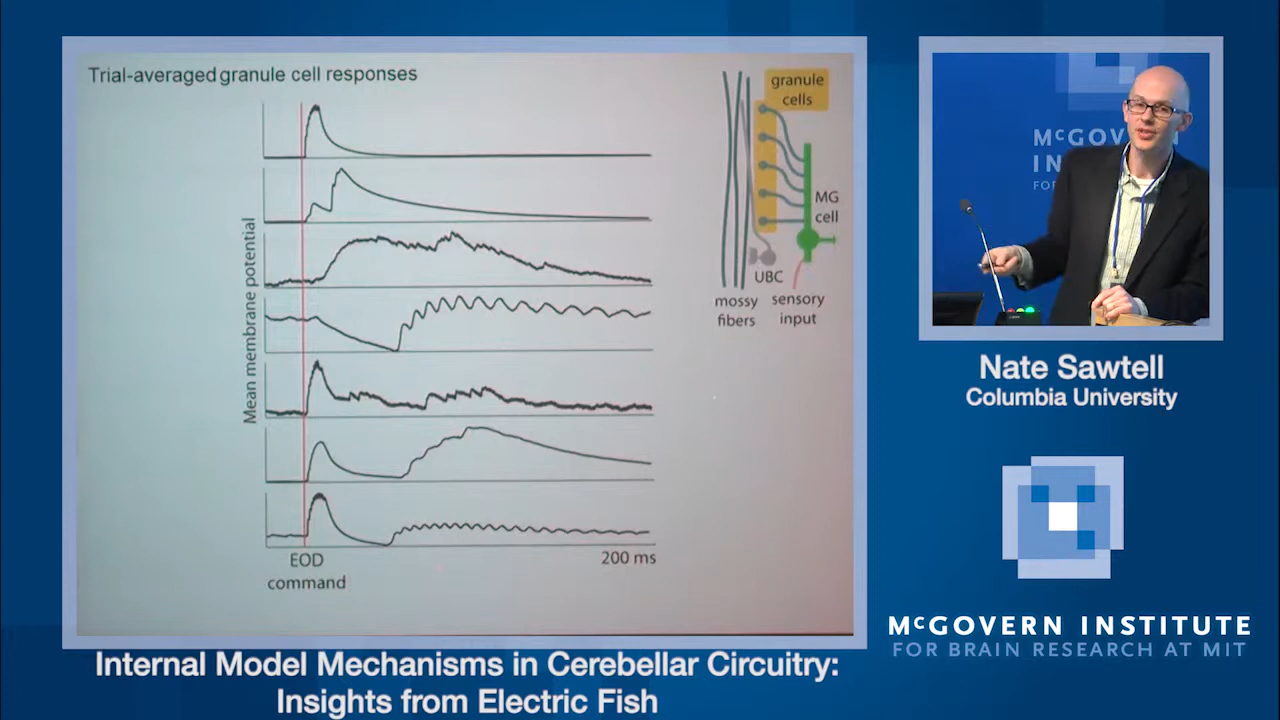 Trial-averaged granule cell responses
Mean membrane potential
EOD
command
200 ms
granule
cells
MG
cell
UBC
mossy
fibers
sensory
input
McGOV
IN
FOR
Nate Sawtell
Columbia University
McGOVERN INSTITUTE
FOR BRAIN RESEARCH AT MIT
Internal Model Mechanisms in Cerebellar Circuitry:
Insights from Electric Fish